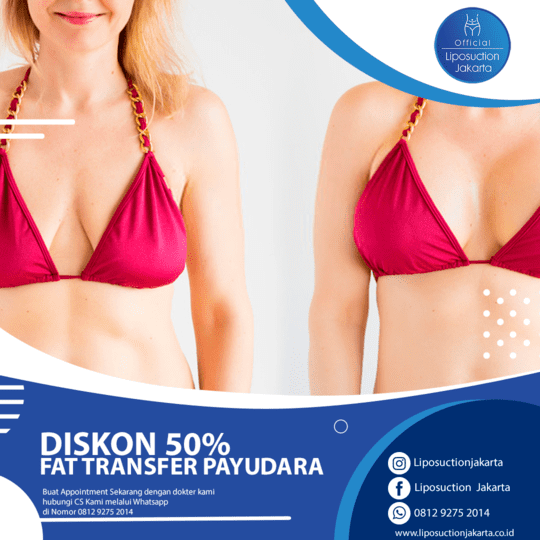 Official
Liposuction
Jakarta
DISKON 50%
FAT TRANSFER PAYUDARA
Buat Appointment Sekarang dengan dokter kami
hubungi CS Kami melalui Whatsapp
di Nomor 0812 9275 2014
Liposuctionjakarta
Liposuction Jakarta
0812 9275 2014
www.liposuctionjakarta.co.id